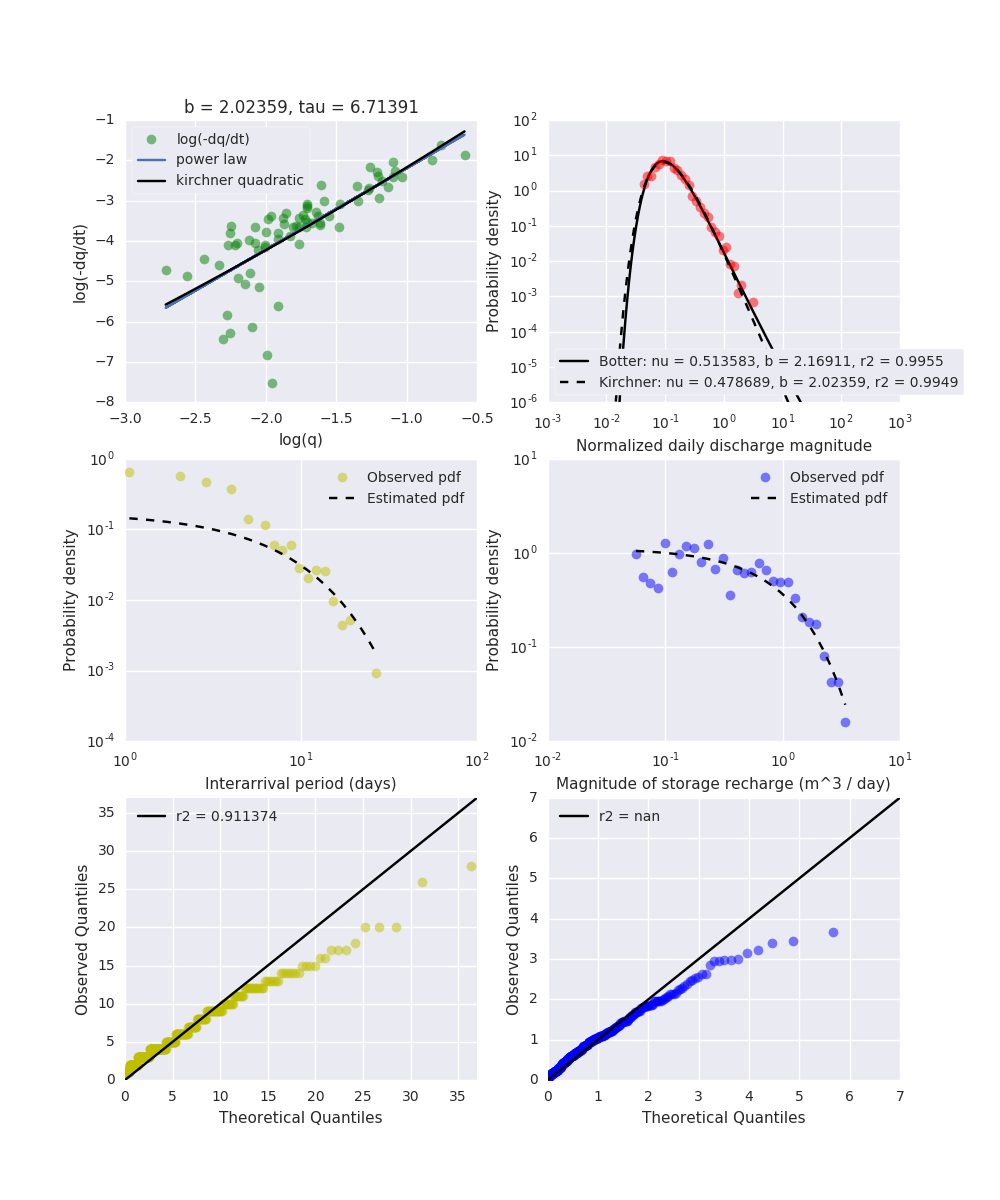 b = 2.02359, tau = 6.71391
log(-dq/dt)
power law
kirchner quadratic
−1
−2
−3
−4
−5
−6
−7
−8
log(-dq/dt)
−3.0 −2.5 −2.0 −1.5 −1.0 −0.5
log(q)
10^2
10^1
10^0
10^-1
10^-2
10^-3
10^-4
10^-5
10^-6
Probability density
Botter: nu = 0.513583, b = 2.16911, r2 = 0.9955
Kirchner: nu = 0.478689, b = 2.02359, r2 = 0.9949
10^-3 10^-2 10^-1 10^0 10^1 10^2 10^3
Normalized daily discharge magnitude
10^0
10^-1
10^-2
10^-3
10^-4
Probability density
Observed pdf
Estimated pdf
10^0 10^1 10^2
Interarrival period (days)
10^1
10^0
10^-1
10^-2
Probability density
Observed pdf
Estimated pdf
10^-2 10^-1 10^0 10^1
Magnitude of storage recharge (m^3 / day)
35
30
25
20
15
10
5
0
Observed Quantiles
r2 = 0.911374
0 5 10 15 20 25 30 35
Theoretical Quantiles
7
6
5
4
3
2
1
0
Observed Quantiles
r2 = nan
0 1 2 3 4 5 6 7
Theoretical Quantiles